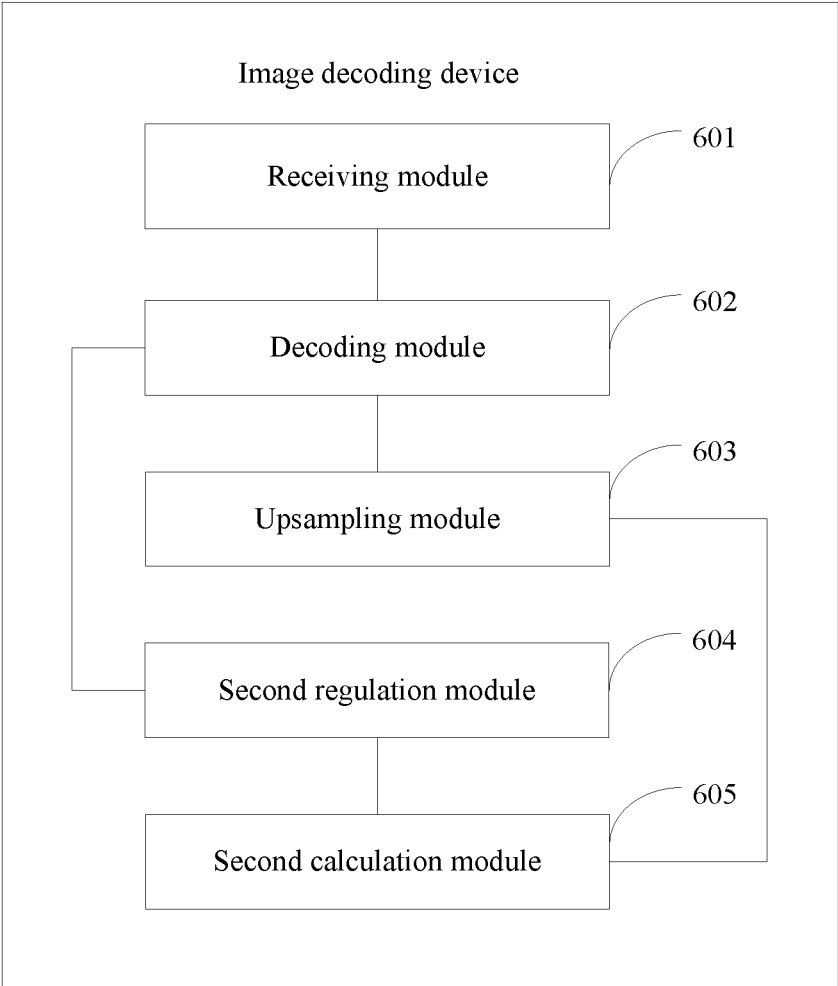 Image decoding device
601
Receiving module
602
Decoding module
603
Upsampling module
604
Second regulation module
605
Second calculation module